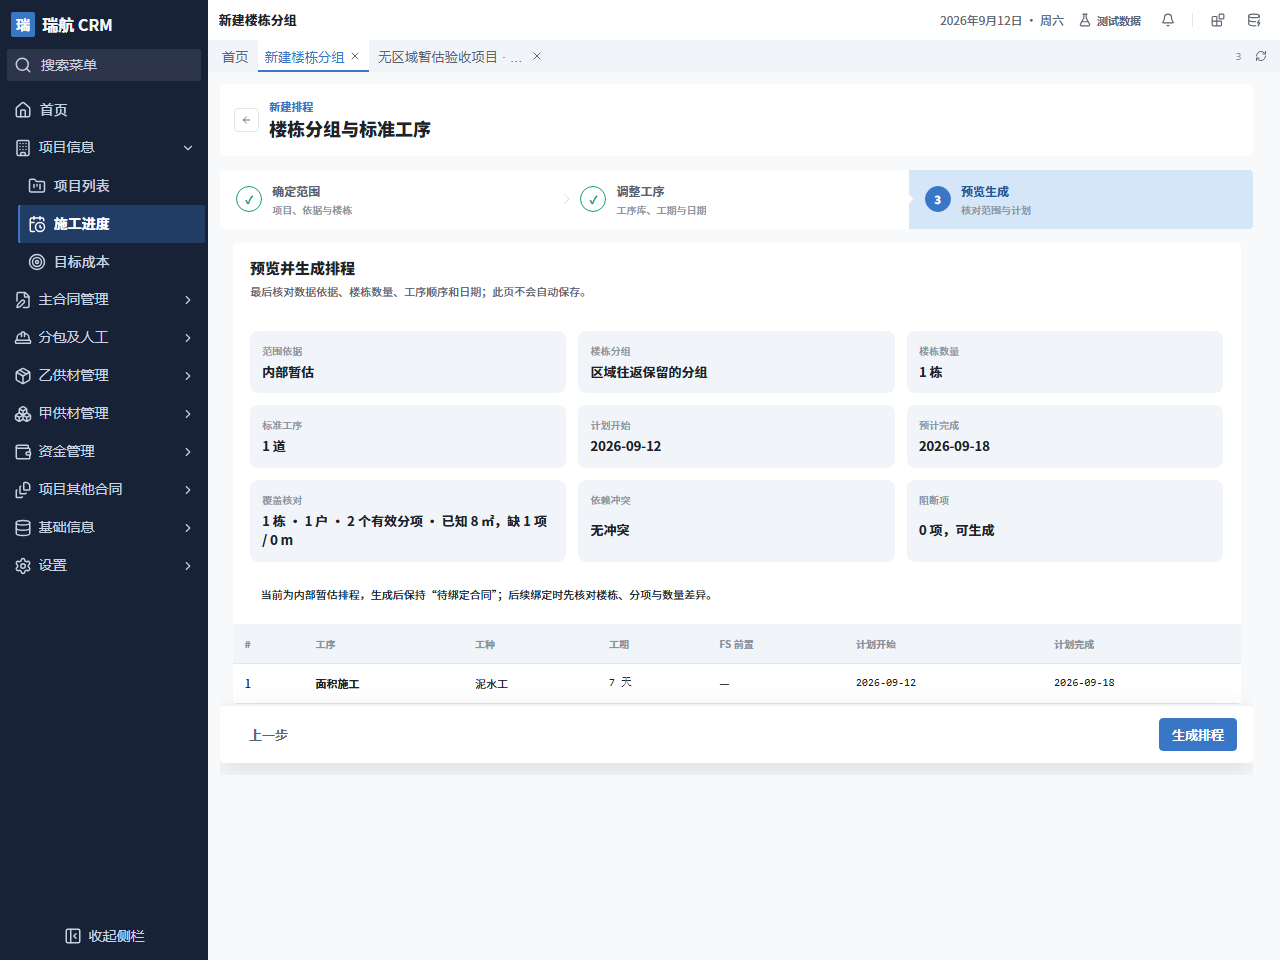 瑞 瑞航 CRM
搜索菜单
首页
项目信息
项目列表
施工进度
目标成本
主合同管理
分包及人工
乙供材管理
甲供材管理
资金管理
项目其他合同
基础信息
设置
收起侧栏
新建楼栋分组
2026年9月12日 · 周六 测试数据
首页 新建楼栋分组 无区域暂估验收项目 · … 3
新建排程
楼栋分组与标准工序
确定范围
项目、依据与楼栋
调整工序
工序库、工期与日期
3 预览生成
核对范围与计划
预览并生成排程
最后核对数据依据、楼栋数量、工序顺序和日期；此页不会自动保存。
范围依据
内部暂估
楼栋分组
区域往返保留的分组
楼栋数量
1 栋
标准工序
1 道
计划开始
2026-09-12
预计完成
2026-09-18
覆盖核对
1 栋 · 1 户 · 2 个有效分项 · 已知 8 ㎡，缺 1 项
/ 0 m
依赖冲突
无冲突
阻断项
0 项，可生成
当前为内部暂估排程，生成后保持“待绑定合同”；后续绑定时先核对楼栋、分项与数量差异。
# 工序 工种 工期 FS 前置 计划开始 计划完成
1 面积施工 泥水工 7 天 — 2026-09-12 2026-09-18
上一步 生成排程